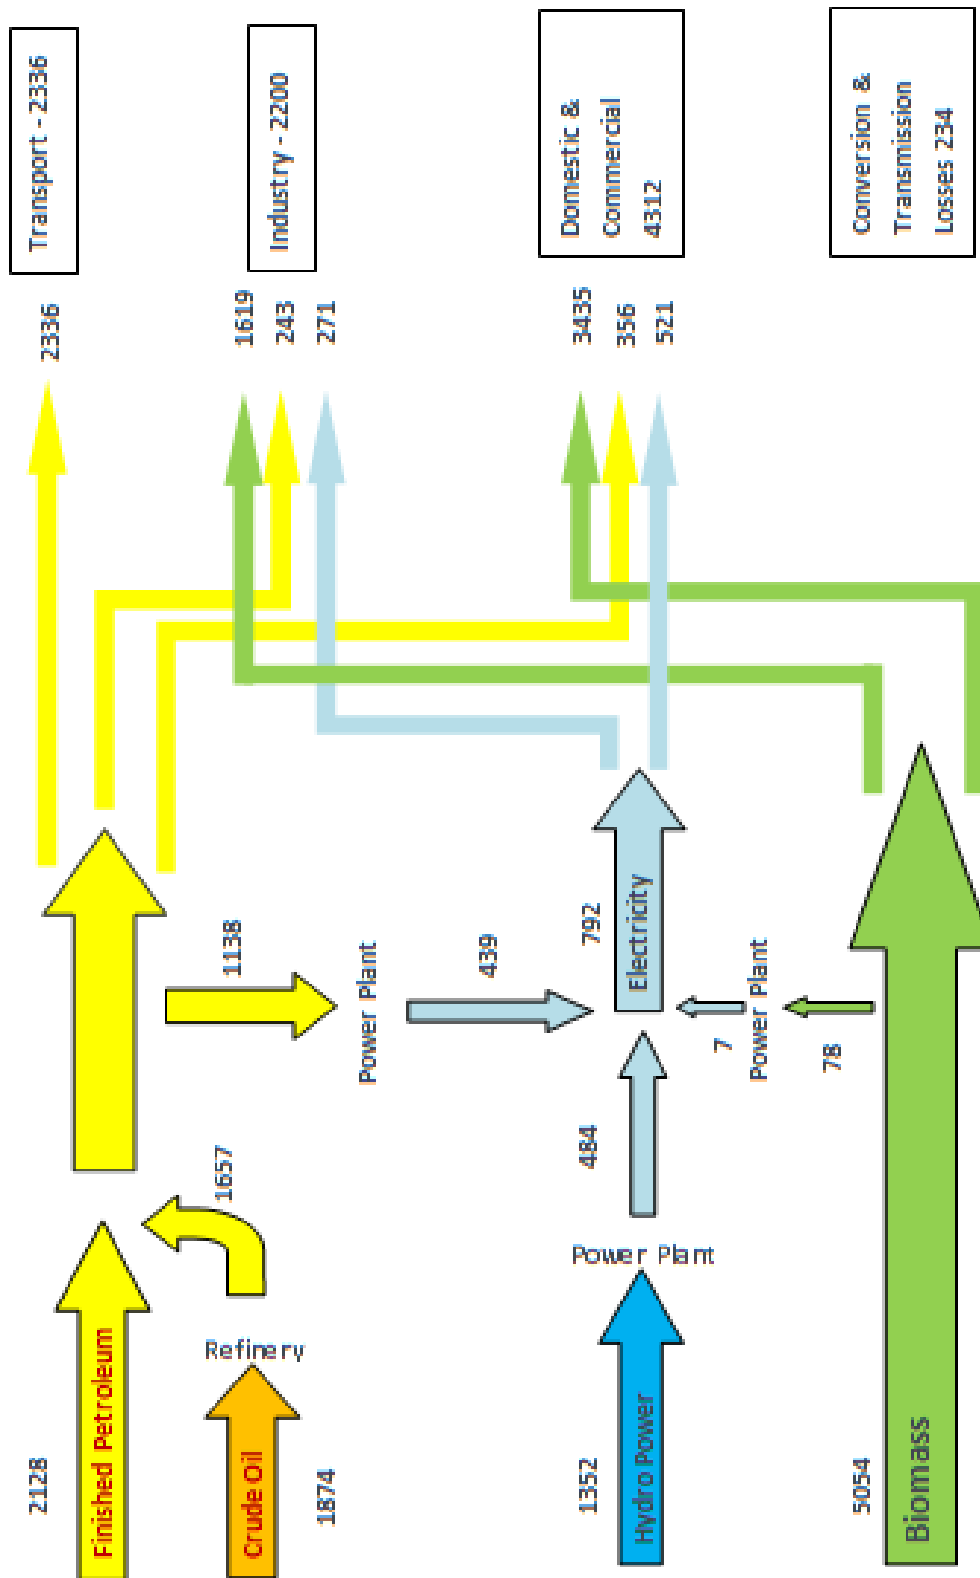 2128
Finished Petroleum
Crude Oil
1874
Refinery
1657
1138
Power Plant
439
1352
Hydro Power
Power Plant
484
792
Electricity
7
Power Plant
78
5054
Biomass
2336
Transport - 2336
1619
243
271
Industry - 2200
3435
356
521
Domestic &
Commercial
4312
Conversion &
Transmission
Losses 234